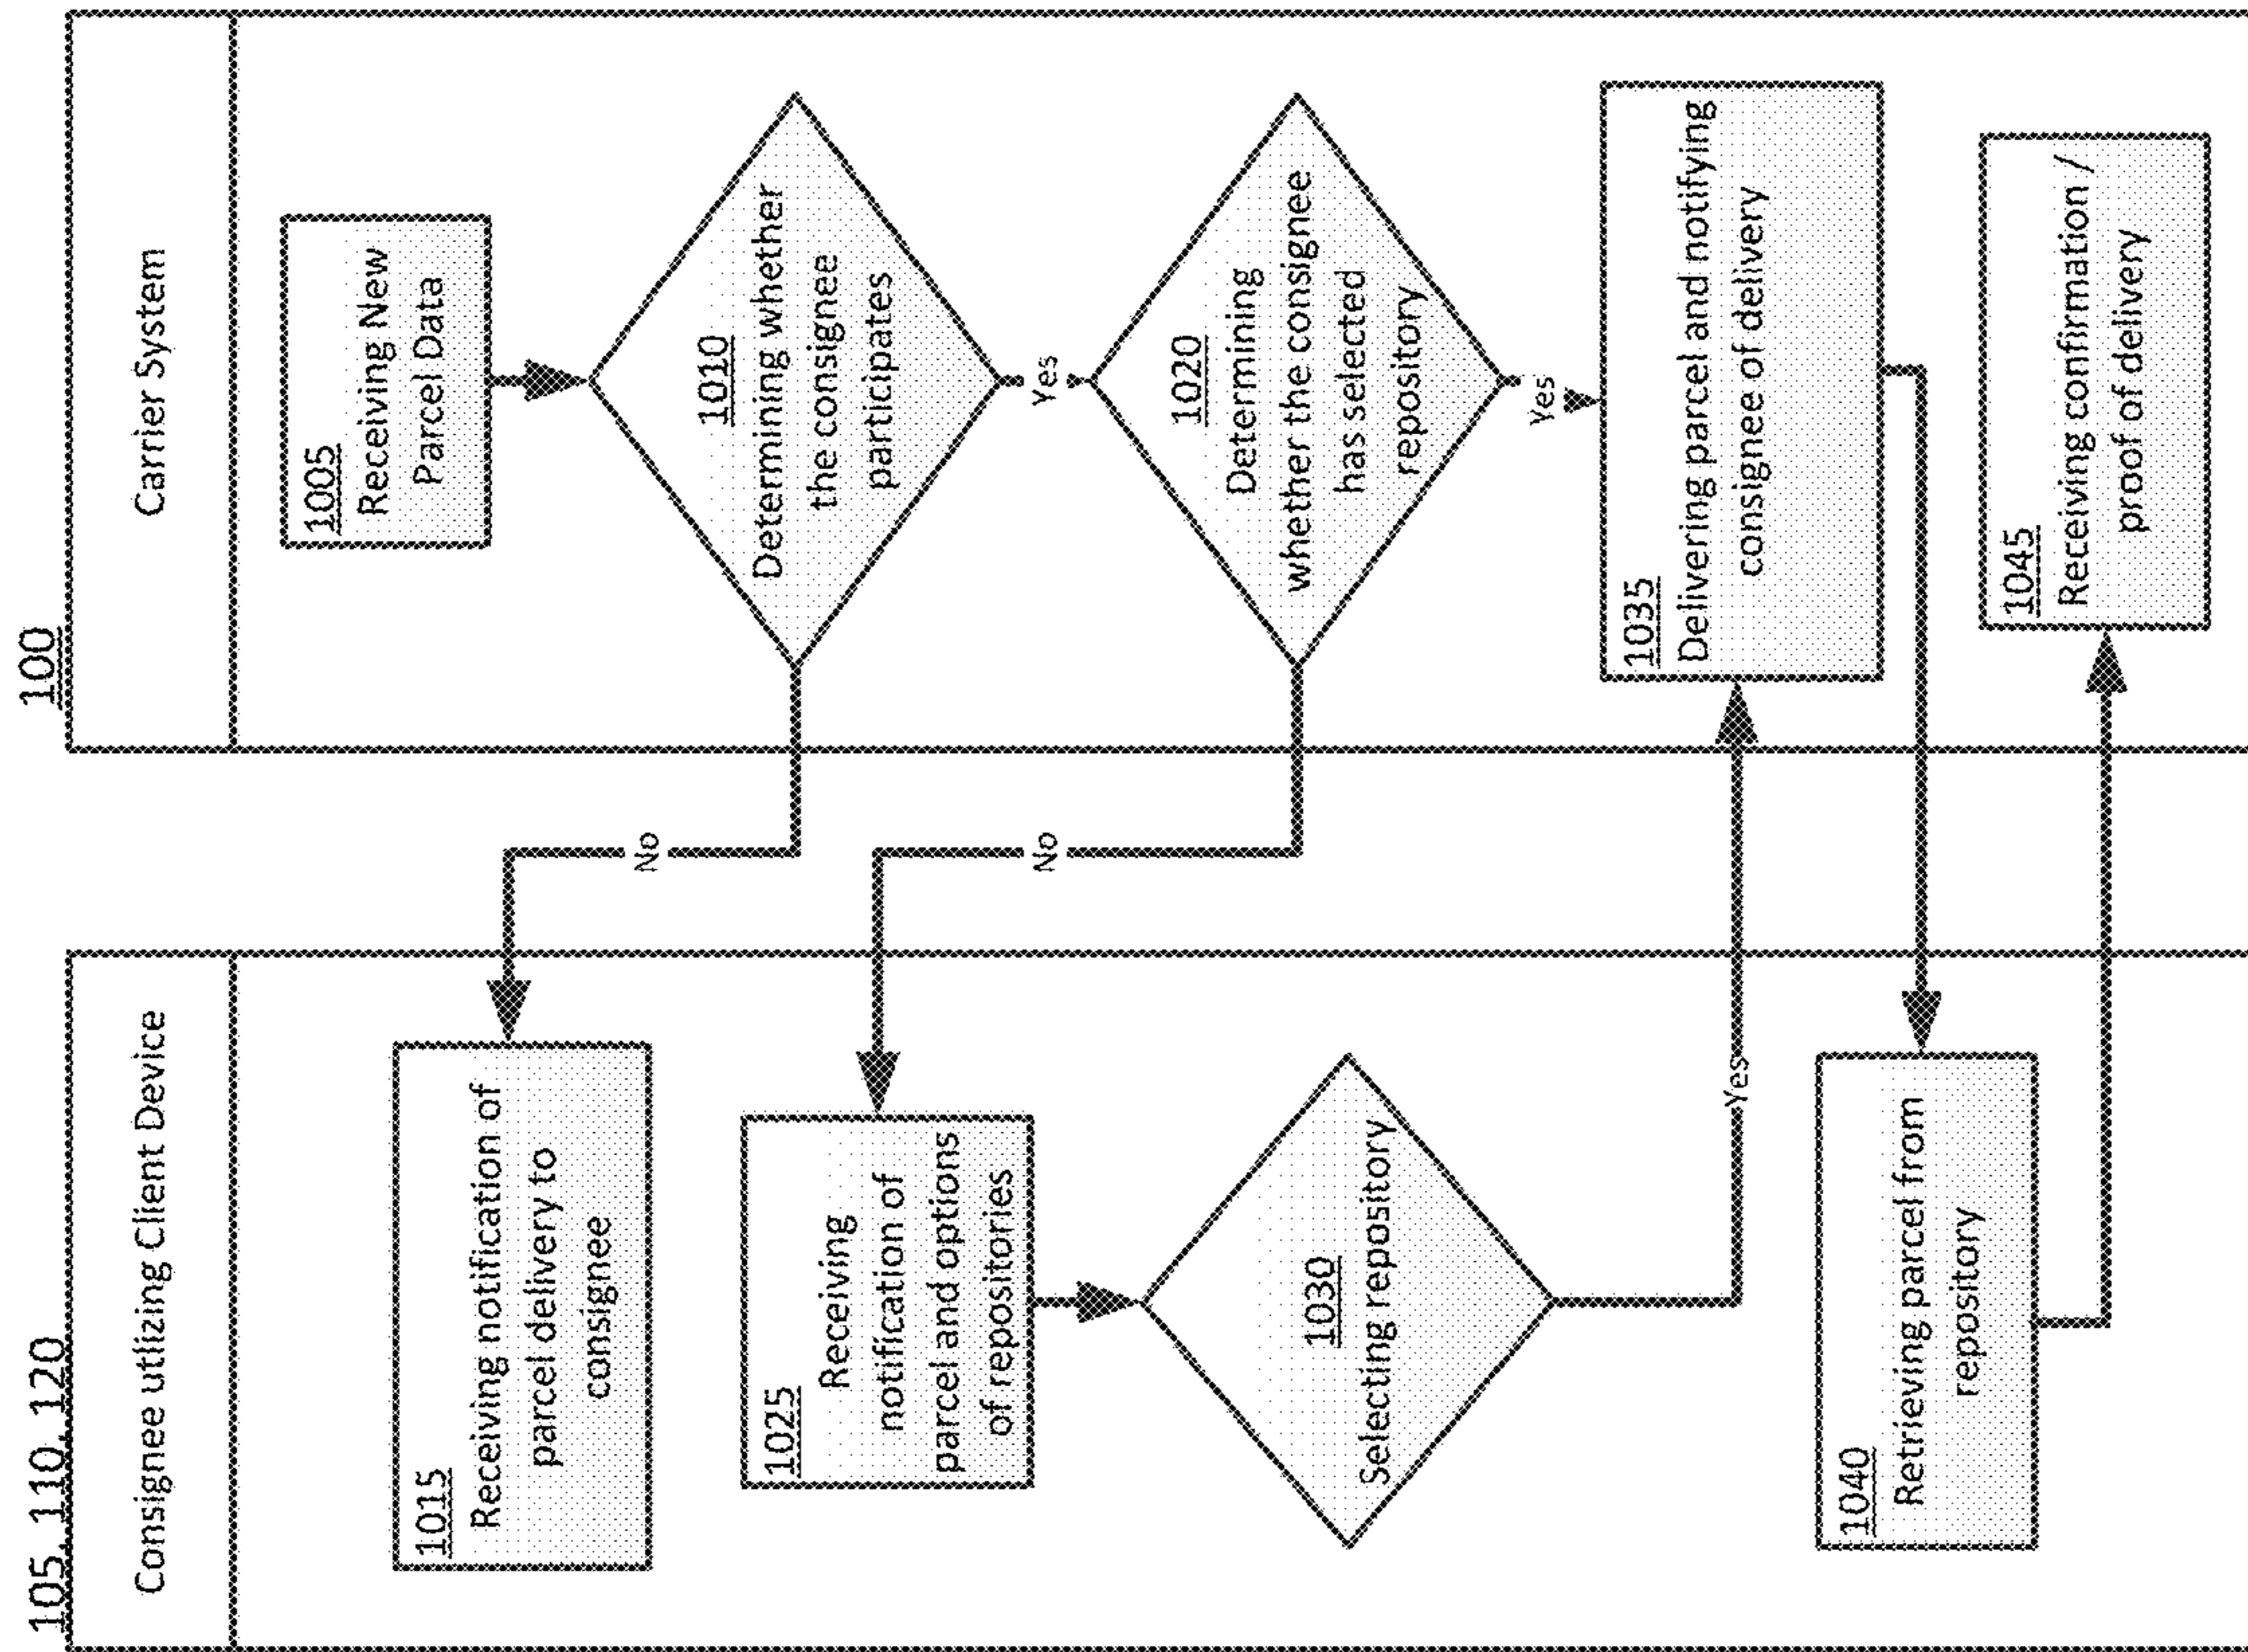 105, 110, 120
Consignee utlizing Client Device
1015
Receiving notification of
parcel delivery to
consignee
1025
Receiving
notification of
parcel and options
of repositories
1030
Selecting repository
Yes
1040
Retrieving parcel from
repository
No
No
100
Carrier System
1005
Receiving New
Parcel Data
1010
Determining whether
the consignee
participates
Yes
1020
Determining
whether the consignee
has selected
repository
Yes
1035
Delivering parcel and notifying
consignee of delivery
1045
Receiving confirmation /
proof of delivery